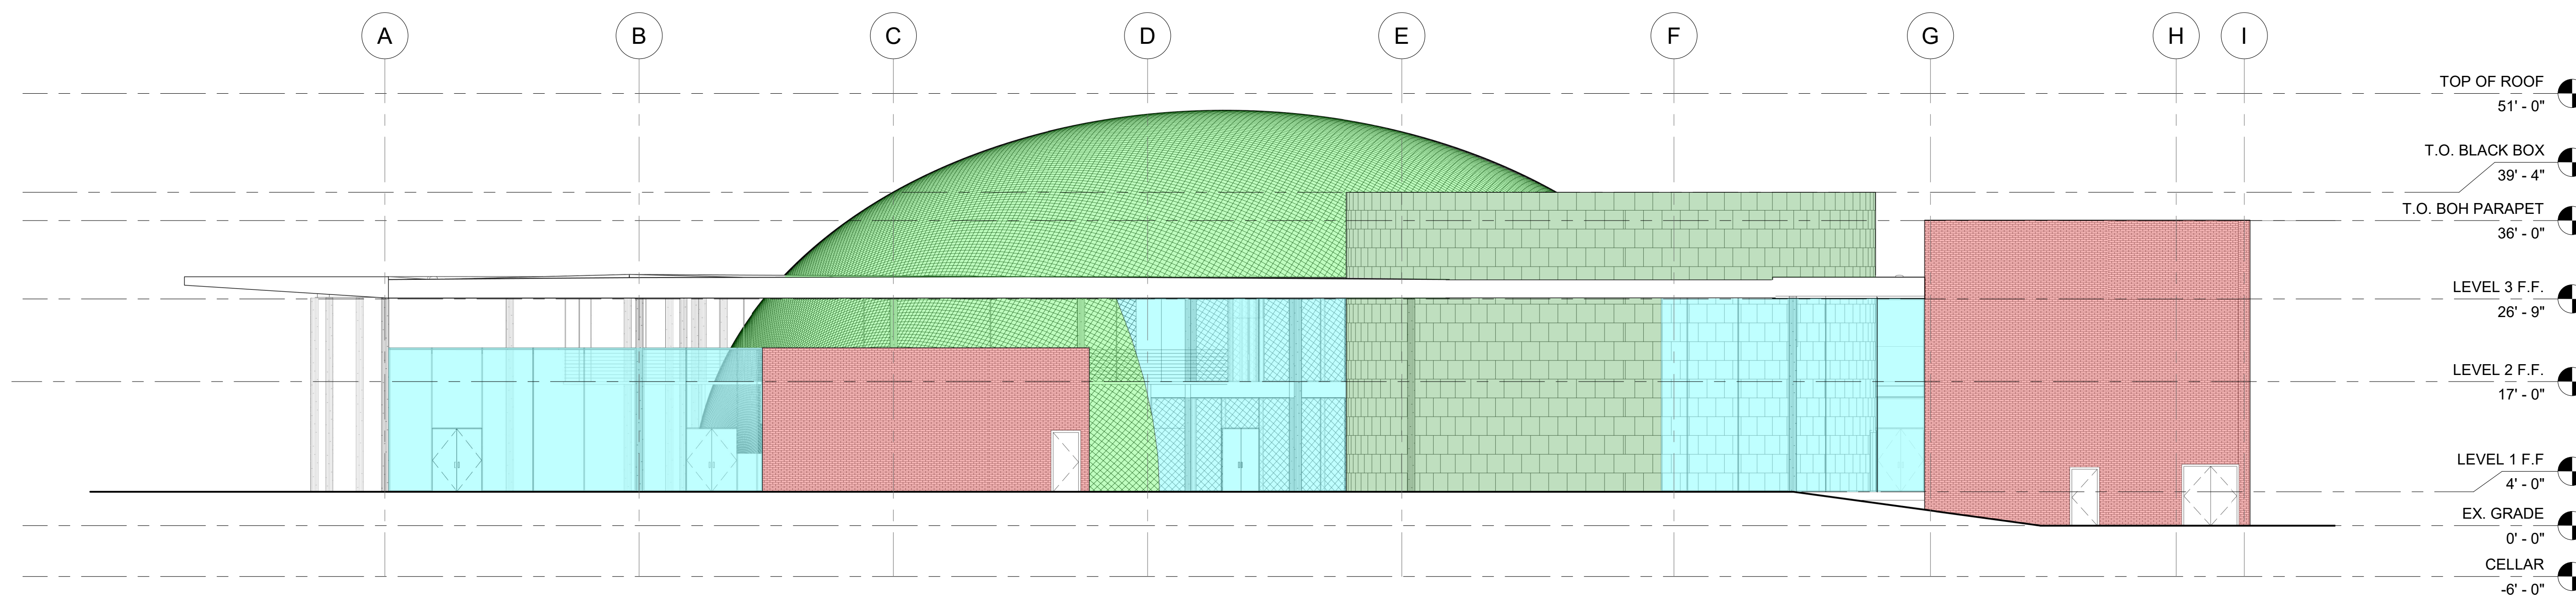 A B C D E F G H I
TOP OF ROOF
51' - 0"
T.O. BLACK BOX
39' - 4"
T.O. BOH PARAPET
36' - 0"
LEVEL 3 F.F.
26' - 9"
LEVEL 2 F.F.
17' - 0"
LEVEL 1 F.F
4' - 0"
EX. GRADE
0' - 0"
CELLAR
-6' - 0"